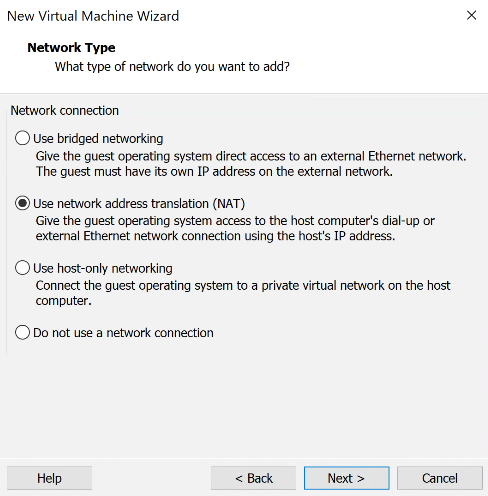 New Virtual Machine Wizard
Network Type
What type of network do you want to add?
Network connection
Use bridged networking
Give the guest operating system direct access to an external Ethernet network.
The guest must have its own IP address on the external network.
Use network address translation (NAT)
Give the guest operating system access to the host computer's dial-up or
external Ethernet network connection using the host's IP address.
Use host-only networking
Connect the guest operating system to a private virtual network on the host
computer.
Do not use a network connection
Help
< Back
Next >
Cancel